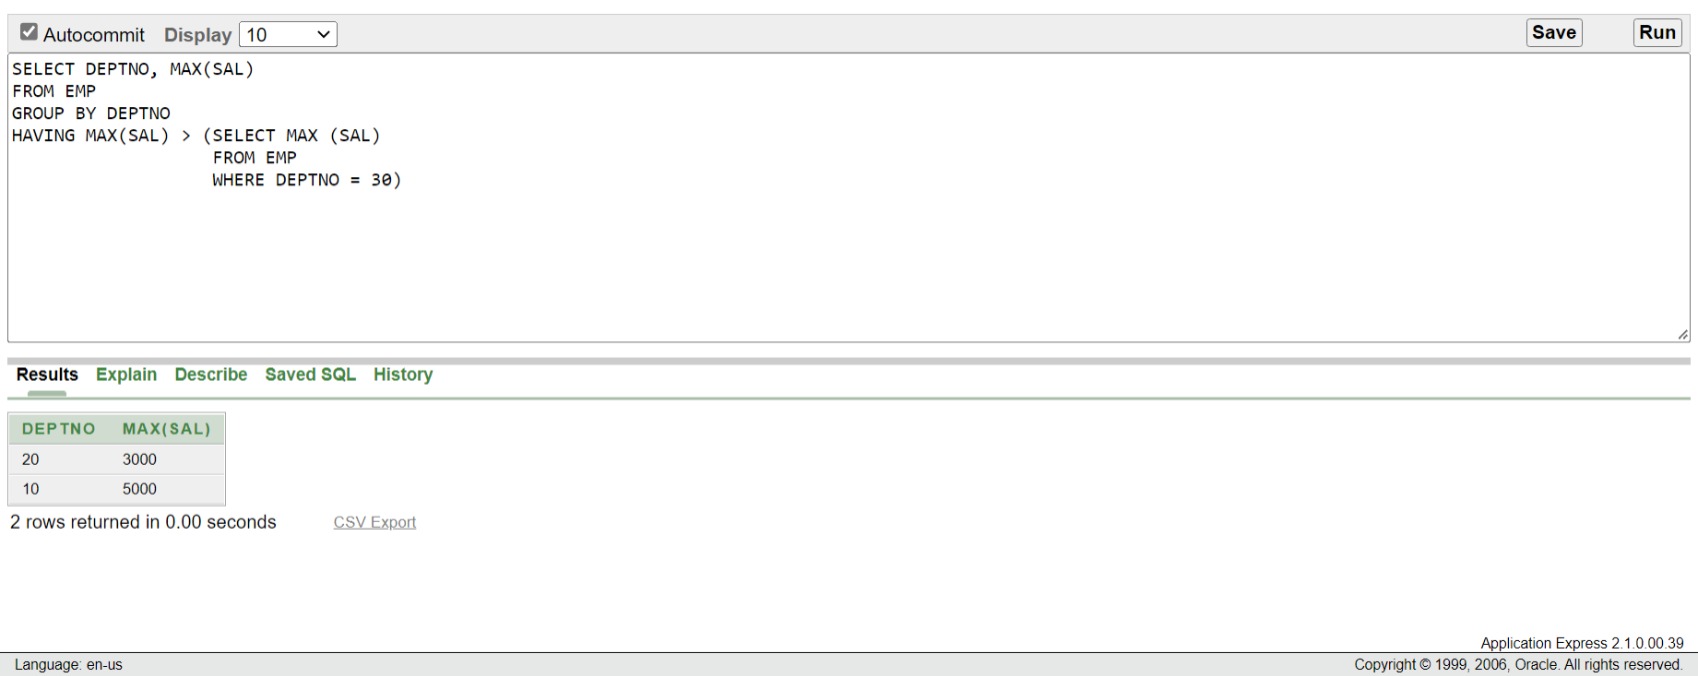 Autocommit Display 10 Save Run
SELECT DEPTNO, MAX(SAL)
FROM EMP
GROUP BY DEPTNO
HAVING MAX(SAL) > (SELECT MAX (SAL)
FROM EMP
WHERE DEPTNO = 30)
Results Explain Describe Saved SQL History
DEPTNO MAX(SAL)
20 3000
10 5000
2 rows returned in 0.00 seconds CSV Export
Application Express 2.1.0.00.39
Language: en-us Copyright © 1999, 2006, Oracle. All rights reserved.